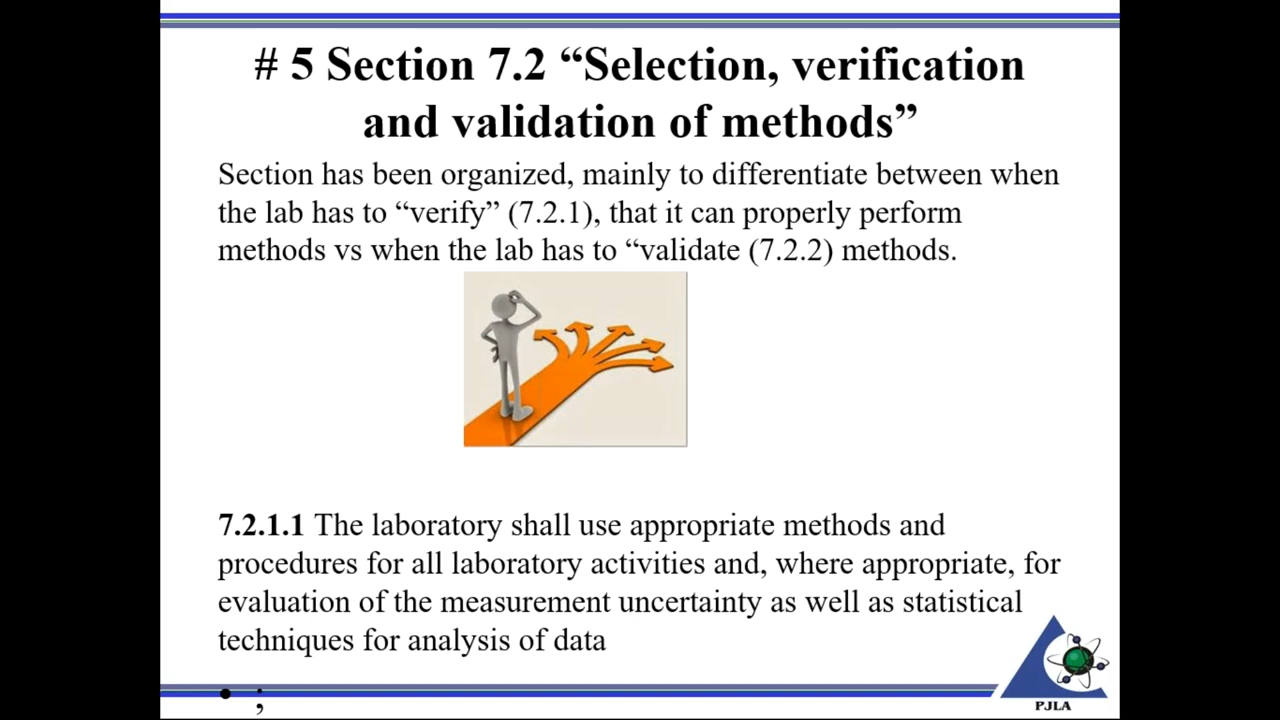 # 5 Section 7.2 “Selection, verification
and validation of methods”
Section has been organized, mainly to differentiate between when
the lab has to “verify” (7.2.1), that it can properly perform
methods vs when the lab has to “validate (7.2.2) methods.
7.2.1.1 The laboratory shall use appropriate methods and
procedures for all laboratory activities and, where appropriate, for
evaluation of the measurement uncertainty as well as statistical
techniques for analysis of data
• ;
PJLA